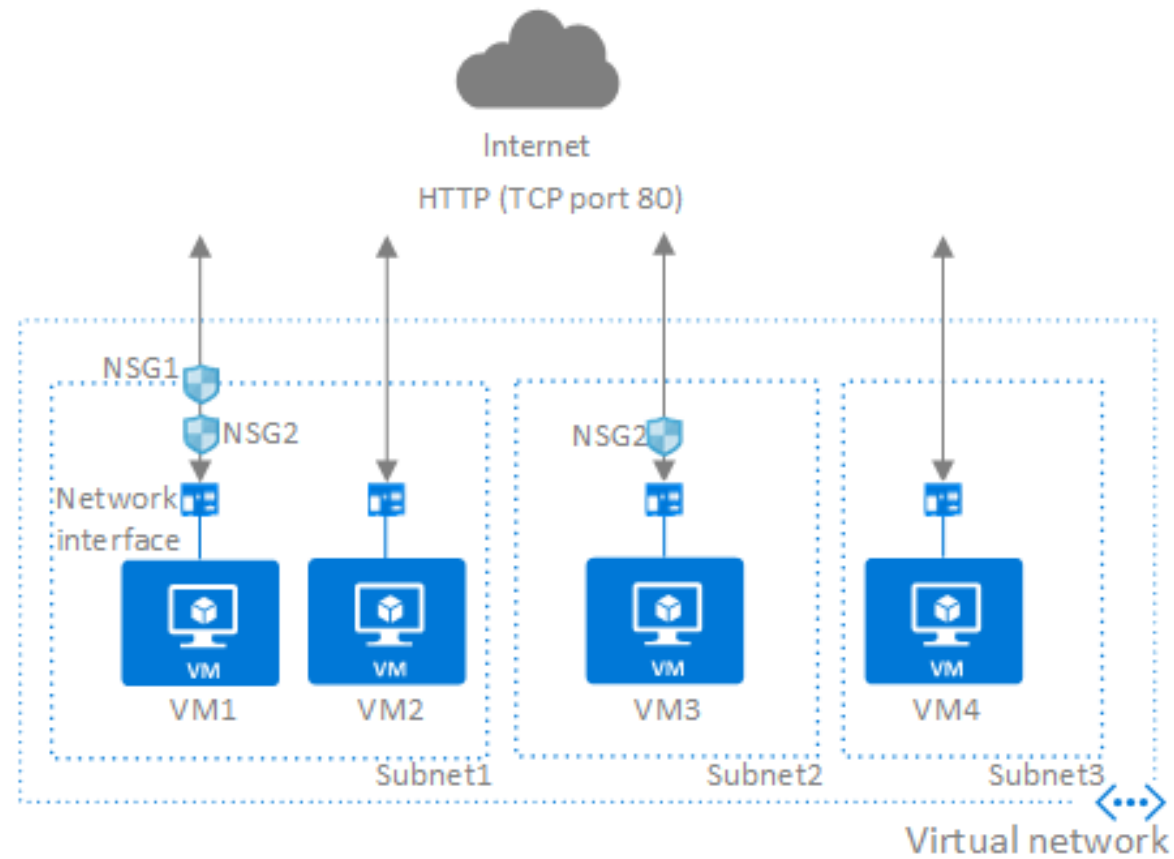 Internet
HTTP (TCP port 80)
NSG1
NSG2
NSG2
Network
interface
VM
VM
VM
VM
VM1
VM2
VM3
VM4
Subnet1
Subnet2
Subnet3
Virtual network